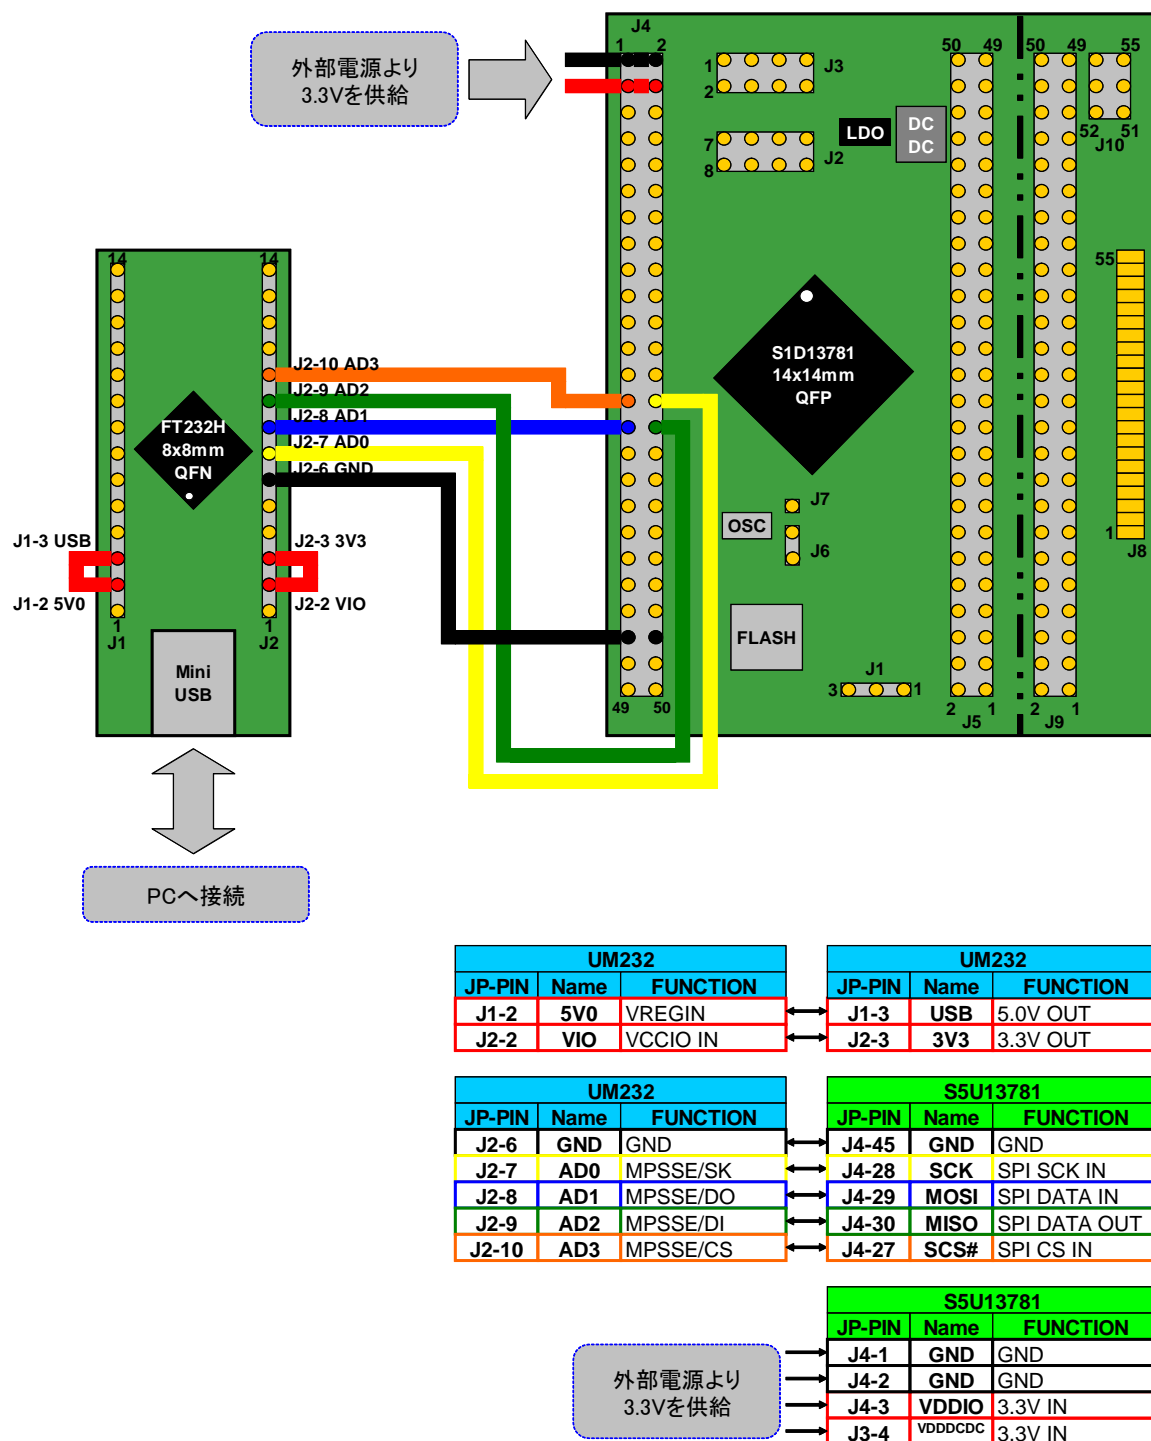 J4
1 2
外部電源より
3.3Vを供給
1
2
J3
7
8
J2
LDO
DC
DC
50 49
50 49
55
52 51
J10
55
1
J8
14
14
J2-10 AD3
J2-9 AD2
J2-8 AD1
J2-7 AD0
J2-6 GND
FT232H
8x8mm
QFN
S1D13781
14x14mm
QFP
J7
OSC
J6
J1-3 USB
J1-2 5V0
J2-3 3V3
J2-2 VIO
1
J1
1
J2
Mini
USB
FLASH
J1
3 1
49 50
2 1
J5
2 1
J9
PCへ接続
UM232
JP-PIN Name FUNCTION
J1-2 5V0 VREGIN
J2-2 VIO VCCIO IN
UM232
JP-PIN Name FUNCTION
J1-3 USB 5.0V OUT
J2-3 3V3 3.3V OUT
UM232
JP-PIN Name FUNCTION
J2-6 GND GND
J2-7 AD0 MPSSE/SK
J2-8 AD1 MPSSE/DO
J2-9 AD2 MPSSE/DI
J2-10 AD3 MPSSE/CS
S5U13781
JP-PIN Name FUNCTION
J4-45 GND GND
J4-28 SCK SPI SCK IN
J4-29 MOSI SPI DATA IN
J4-30 MISO SPI DATA OUT
J4-27 SCS# SPI CS IN
外部電源より
3.3Vを供給
S5U13781
JP-PIN Name FUNCTION
J4-1 GND GND
J4-2 GND GND
J4-3 VDDIO 3.3V IN
J3-4 VDDDCDC 3.3V IN